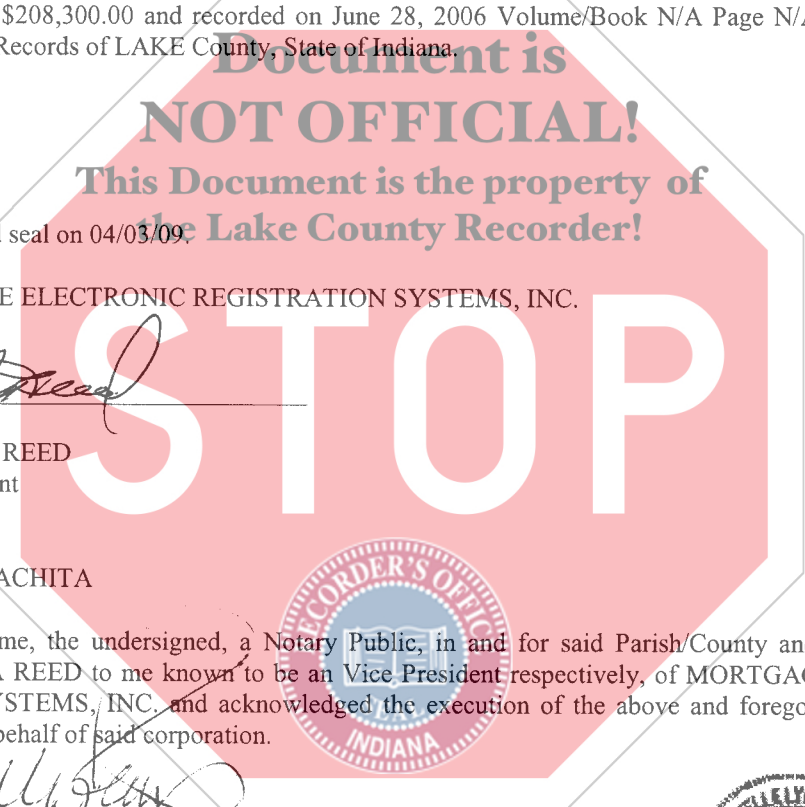 $208,300.00 and recorded on June 28, 2006 Volume/Book N/A Page N/A
Records of LAKE County, State of Indiana.
Document is
NOT OFFICIAL!
This Document is the property of
the Lake County Recorder!
seal on 04/03/09.
E ELECTRONIC REGISTRATION SYSTEMS, INC.
STOP
REED
nt
ACHITA
RECORDER'S OFFICE
me, the undersigned, a Notary Public, in and for said Parish/County an
A REED to me known to be an Vice President respectively, of MORTGAG
YSTEMS, INC. and acknowledged the execution of the above and forego
behalf of said corporation.
SEAL
INDIANA